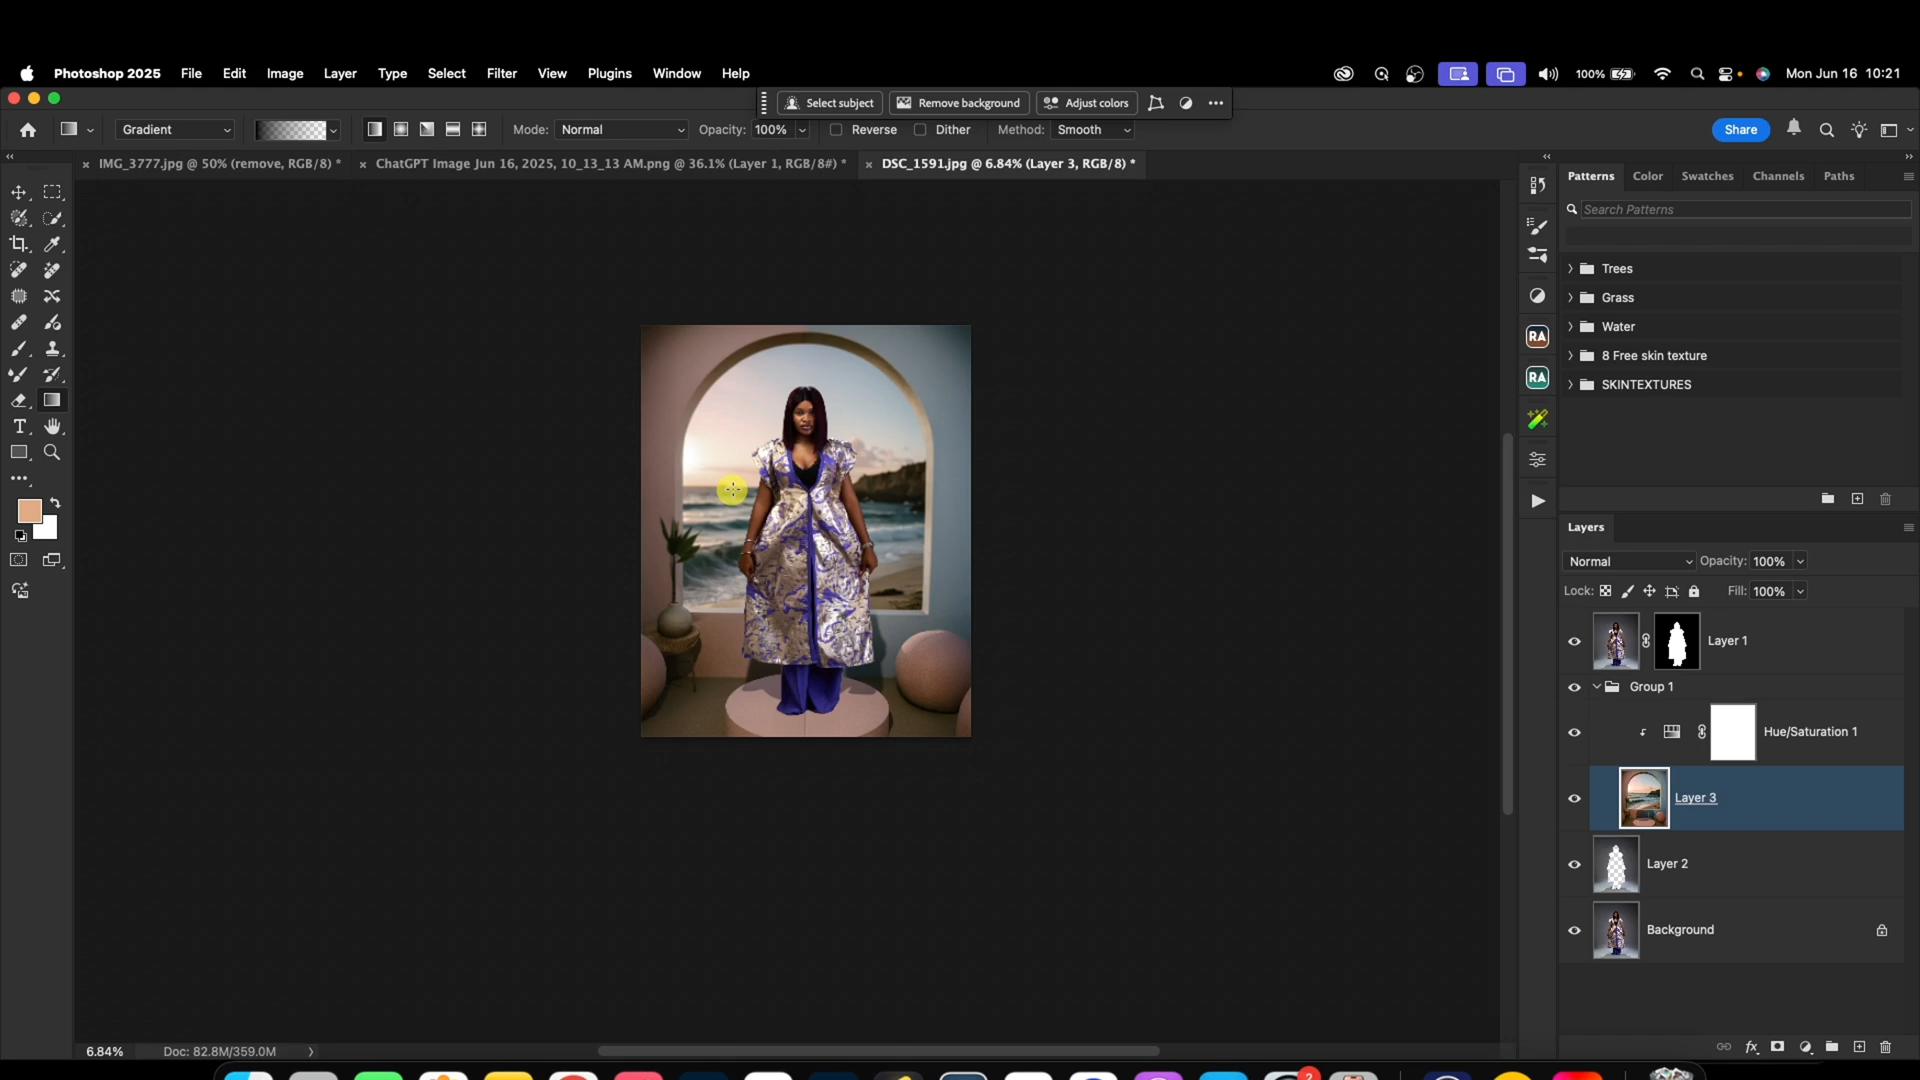 Photoshop 2025 File Edit Image Layer Type Select Filter View Plugins Window Help 100% Mon Jun 16 10:21
Select subject Remove background Adjust colors
Gradient Mode: Normal Opacity: 100% Reverse Dither Method: Smooth Share
IMG_3777.jpg @ 50% (remove, RGB/8) * ChatGPT Image Jun 16, 2025, 10_13_13 AM.png @ 36.1% (Layer 1, RGB/8#) * DSC_1591.jpg @ 6.84% (Layer 3, RGB/8) *
Patterns Color Swatches Channels Paths
Search Patterns
Trees
Grass
Water
RA
8 Free skin texture
RA
SKINTEXTURES
Layers
Normal Opacity: 100%
Lock: Fill: 100%
Layer 1
Group 1
Hue/Saturation 1
Layer 3
Layer 2
Background
6.84% Doc: 82.8M/359.0M
fx
2